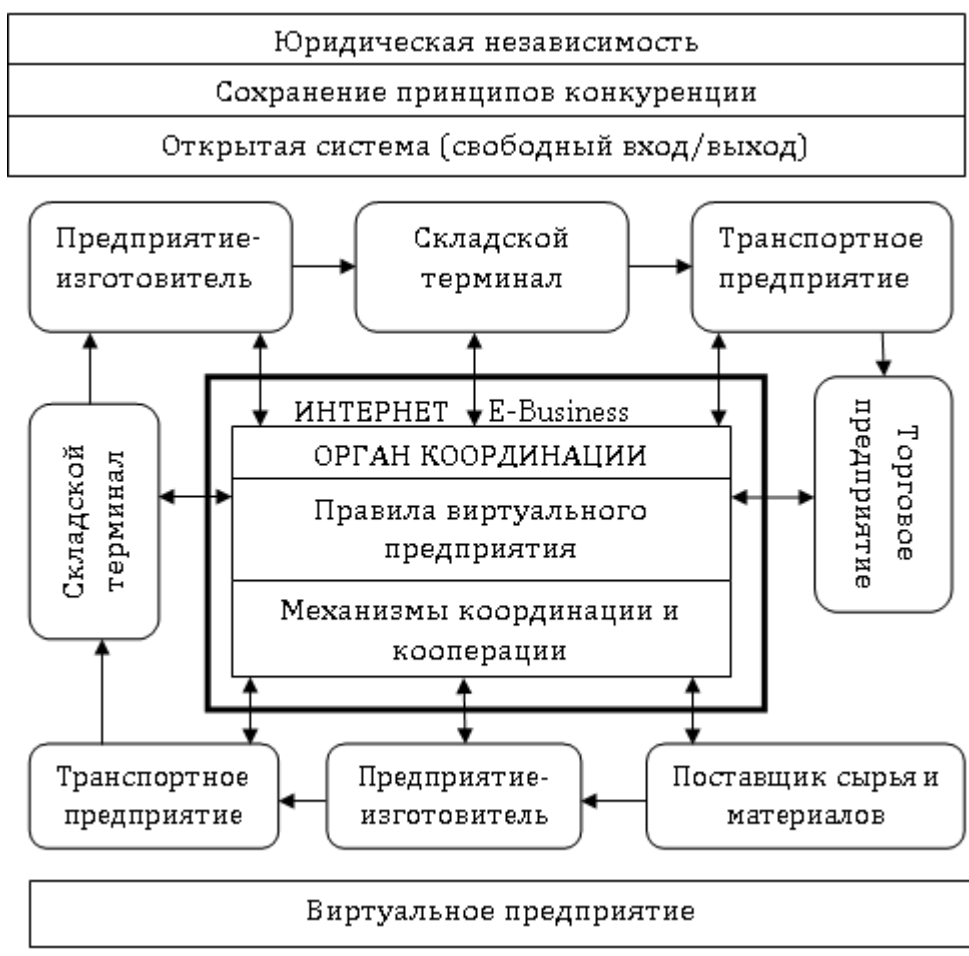 Юридическая независимость
Сохранение принципов конкуренции
Открытая система (свободный вход/выход)
Предприятие-
изготовитель
Складской
терминал
Транспортное
предприятие
ИНТЕРНЕТ E-Business
ОРГАН КООРДИНАЦИИ
Правила виртуального
предприятия
Механизмы координации и
кооперации
Складской
терминал
Торговое
предприятие
Транспортное
предприятие
Предприятие-
изготовитель
Поставщик сырья и
материалов
Виртуальное предприятие